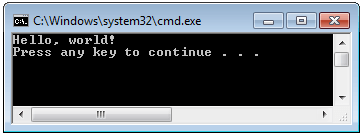 C:\Windows\system32\cmd.exe
Hello, world!
Press any key to continue . . .